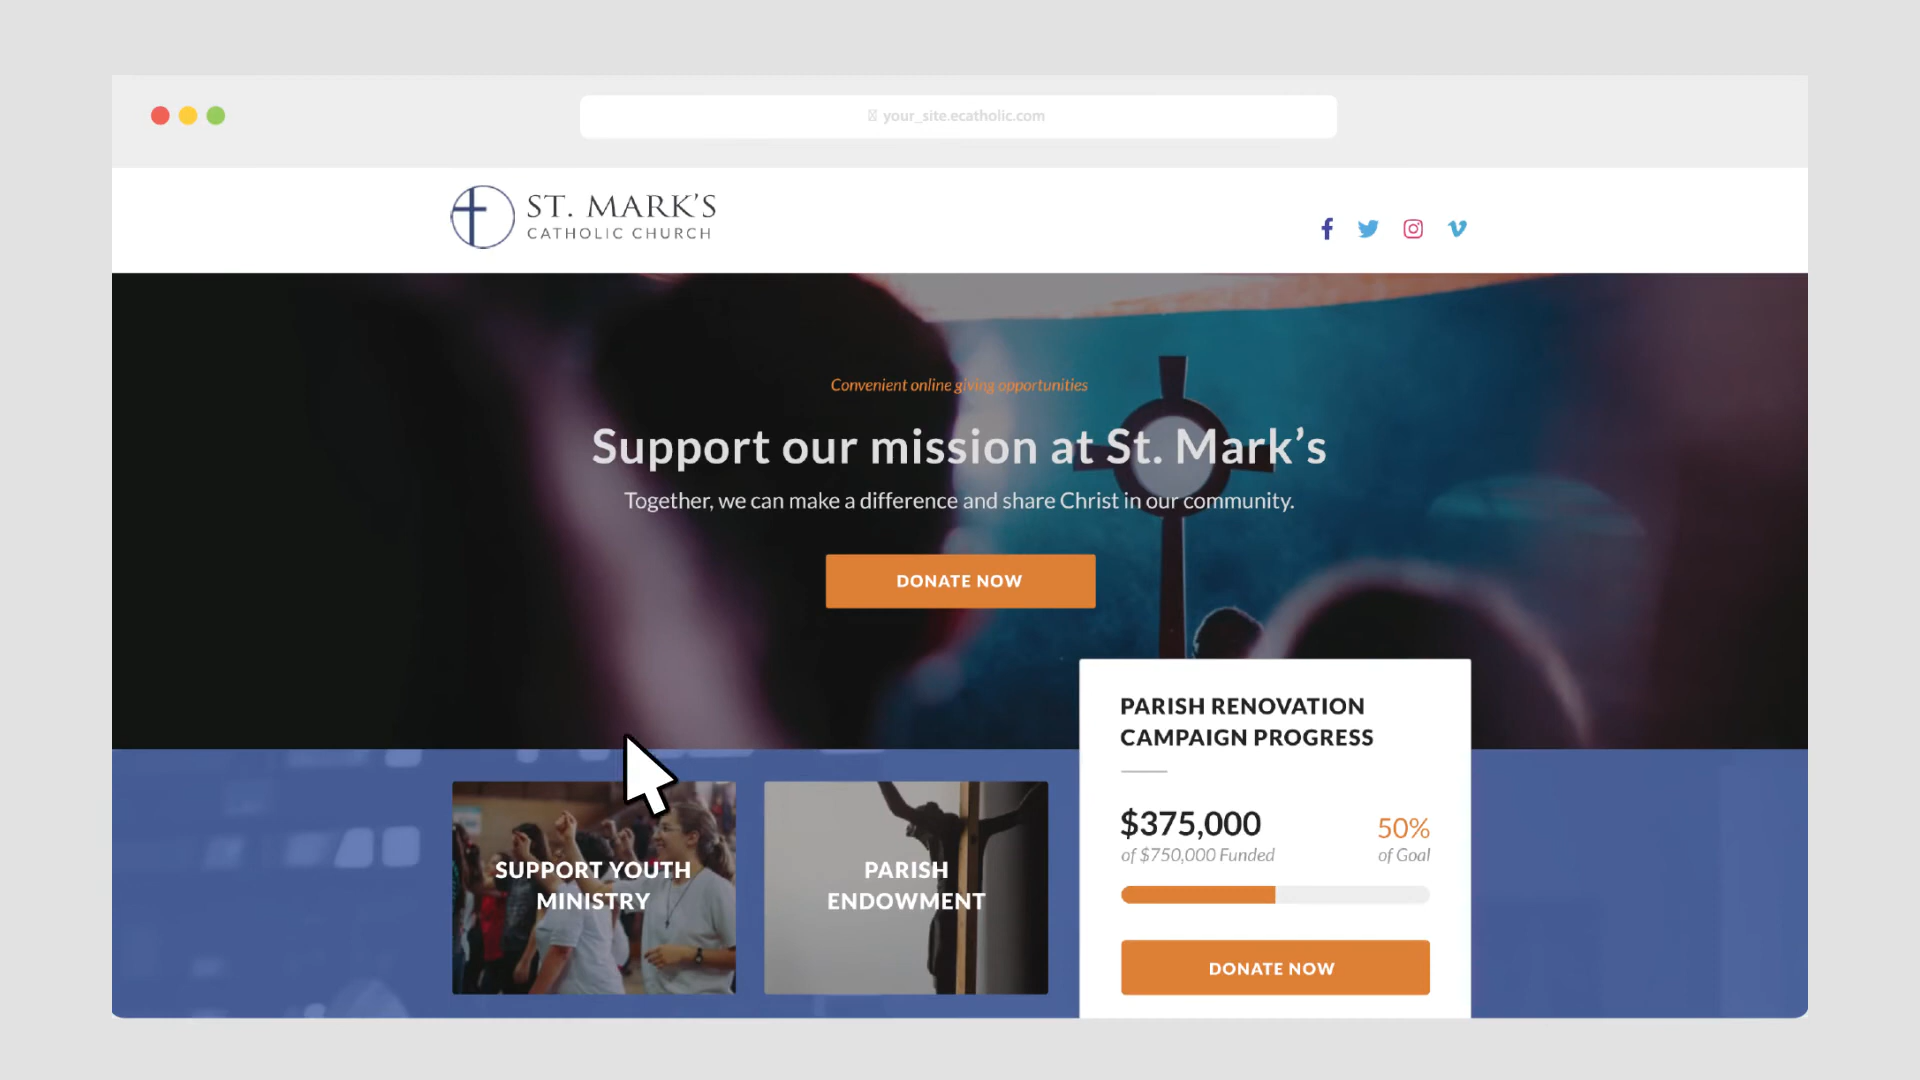 your_site.ecatholic.com
ST. MARK'S
CATHOLIC CHURCH
Convenient online giving opportunities
Support our mission at St. Mark's
Together, we can make a difference and share Christ in our community.
DONATE NOW
SUPPORT YOUTH
MINISTRY
PARISH
ENDOWMENT
PARISH RENOVATION
CAMPAIGN PROGRESS
$375,000
50%
of $750,000 Funded
of Goal
DONATE NOW